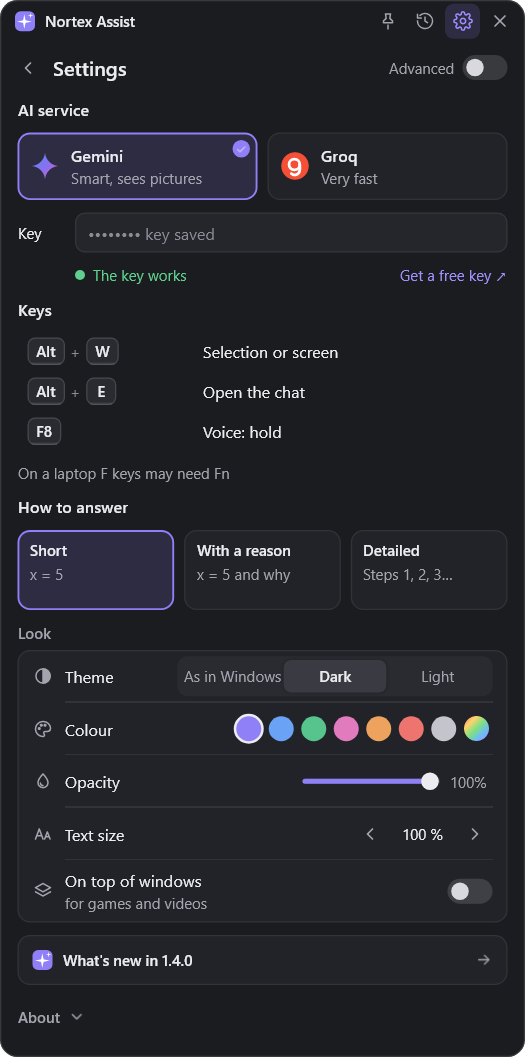 Nortex Assist
Settings
Advanced
AI service
Gemini
Smart, sees pictures
Groq
Very fast
Key
•••••••• key saved
The key works
Get a free key ↗
Keys
Alt + W
Selection or screen
Alt + E
Open the chat
F8
Voice: hold
On a laptop F keys may need Fn
How to answer
Short
x = 5
With a reason
x = 5 and why
Detailed
Steps 1, 2, 3...
Look
Theme
As in Windows
Dark
Light
Colour
Opacity
100%
Text size
100 %
On top of windows
for games and videos
What's new in 1.4.0
About